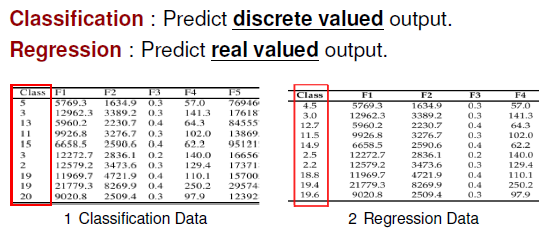 Classification : Predict discrete valued output.
Regression : Predict real valued output.
Class F1 F2 F3 F4 F5
5 5769.3 1634.9 0.3 57.0 76946
3 12962.3 3389.2 0.3 141.3 17618
13 5960.2 2230.7 0.4 64.3 84555
11 9926.8 3276.7 0.3 102.0 13869
15 6658.5 2590.6 0.4 62.2 95121
3 12272.7 2836.1 0.2 140.0 16656
2 12579.2 3473.6 0.3 129.4 17371
19 11969.7 4721.9 0.4 110.1 15700
19 21779.3 8269.9 0.4 250.2 29574
20 9020.8 2509.4 0.3 97.9 12392
1 Classification Data
Class F1 F2 F3 F4
4.5 5769.3 1634.9 0.3 57.0
3.0 12962.3 3389.2 0.3 141.3
12.7 5960.2 2230.7 0.4 64.3
11.5 9926.8 3276.7 0.3 102.0
14.9 6658.5 2590.6 0.4 62.2
2.5 12272.7 2836.1 0.2 140.0
2.2 12579.2 3473.6 0.3 129.4
18.8 11969.7 4721.9 0.4 110.1
19.4 21779.3 8269.9 0.4 250.2
19.6 9020.8 2509.4 0.3 97.9
2 Regression Data